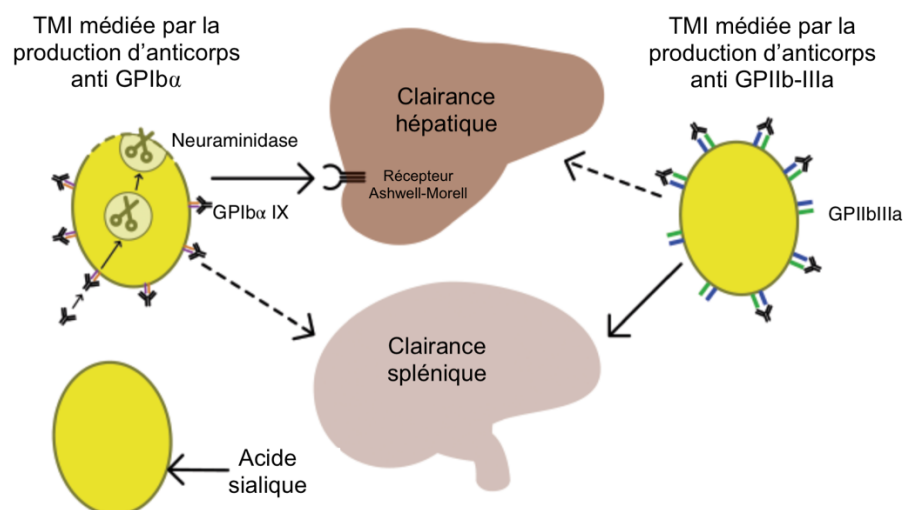 TMI médiée par la
production d’anticorps
anti GPIbα
TMI médiée par la
production d’anticorps
anti GPIIb-IIIa
Clairance
hépatique
Neuraminidase
Récepteur
Ashwell-Morell
GPIbα IX
GPIIbIIIa
Clairance
splénique
Acide
sialique